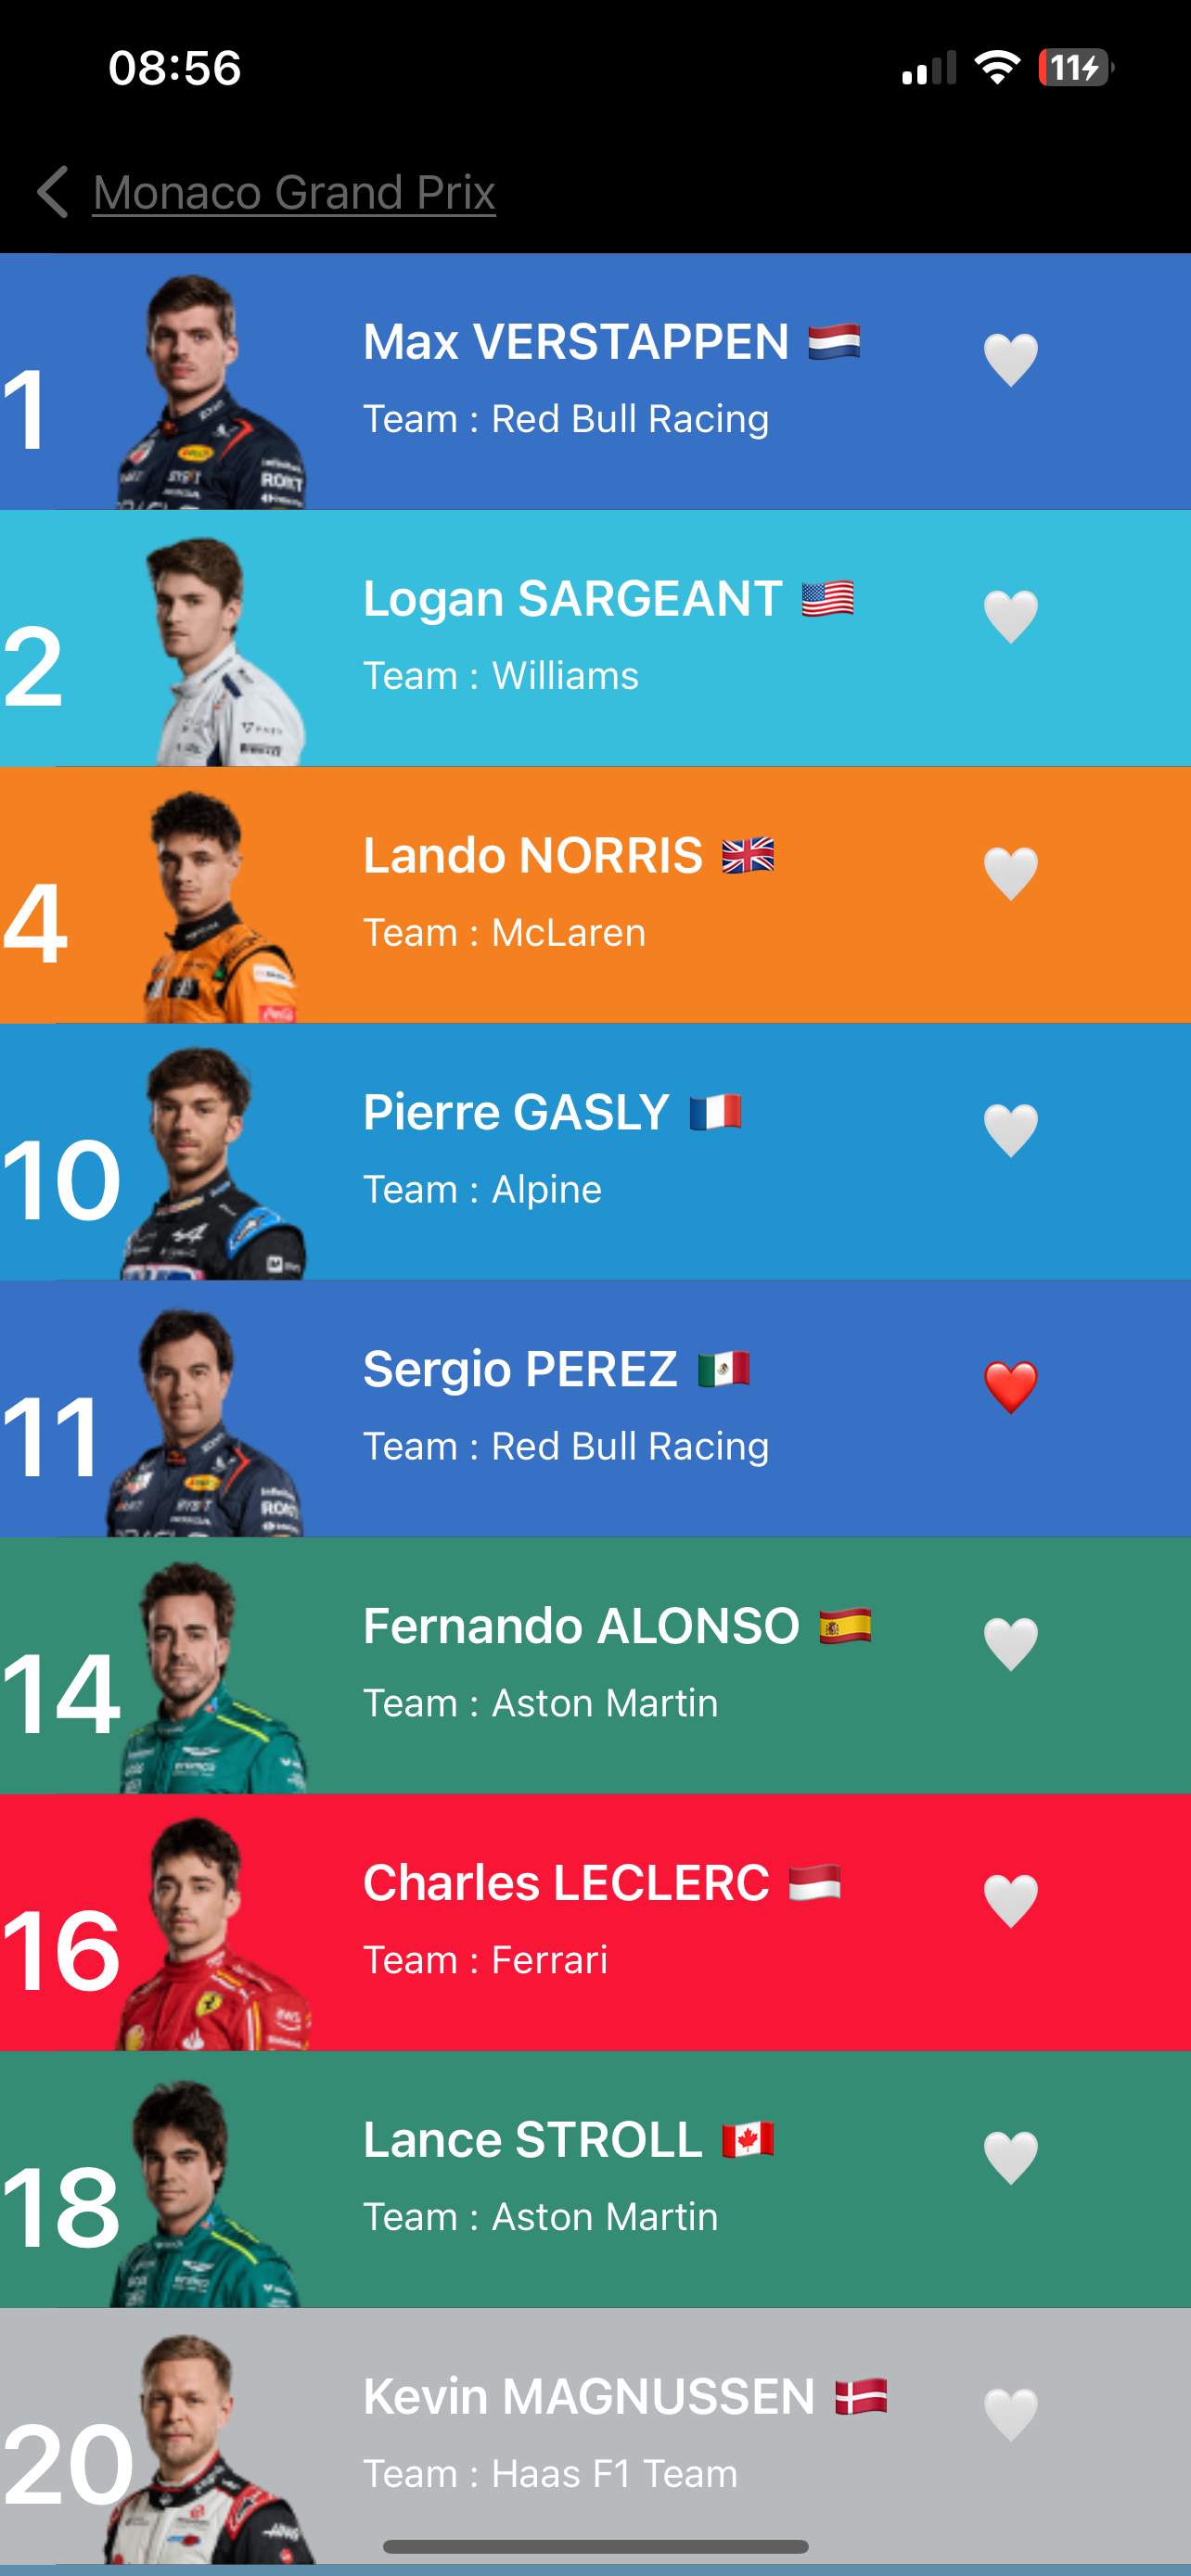 08:56
11
Monaco Grand Prix
1
Max VERSTAPPEN 🇳🇱
Team : Red Bull Racing
2
Logan SARGEANT 🇺🇸
Team : Williams
4
Lando NORRIS 🇬🇧
Team : McLaren
10
Pierre GASLY 🇫🇷
Team : Alpine
11
Sergio PEREZ 🇲🇽
Team : Red Bull Racing
14
Fernando ALONSO 🇪🇸
Team : Aston Martin
16
Charles LECLERC 🇲🇨
Team : Ferrari
18
Lance STROLL 🇨🇦
Team : Aston Martin
20
Kevin MAGNUSSEN 🇩🇰
Team : Haas F1 Team